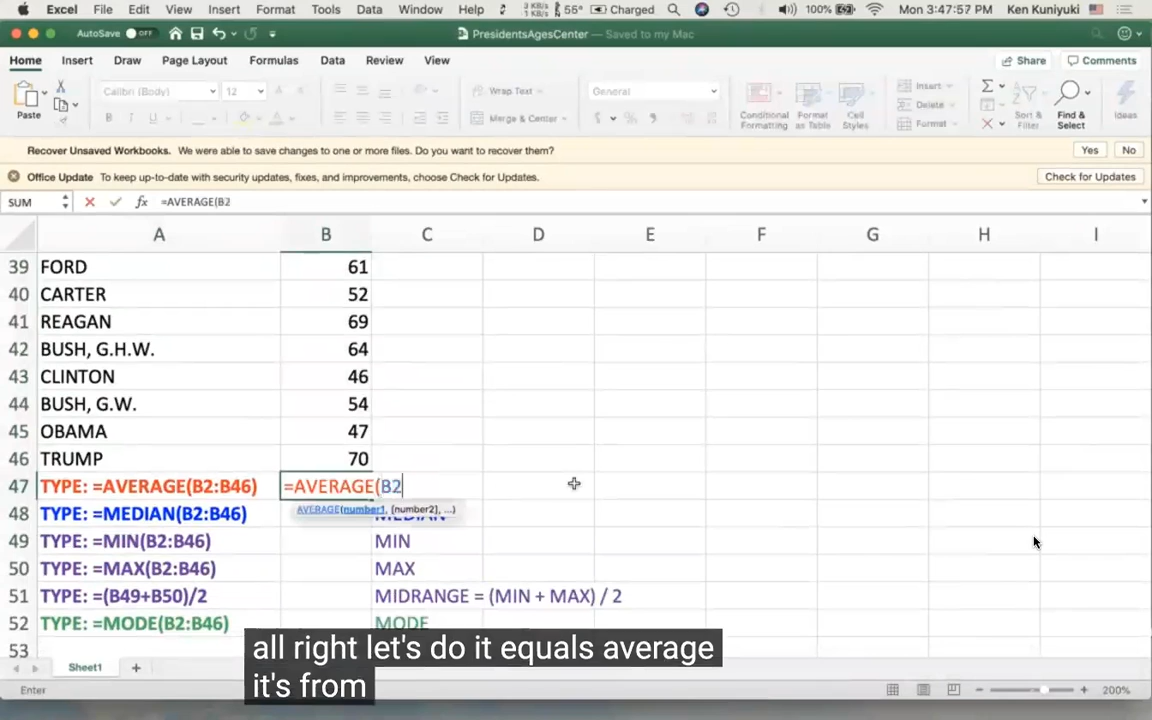 Excel File Edit View Insert Format Tools Data Window Help 3 KB/s 1 KB/s 55° Charged 100% Mon 3:47:57 PM Ken Kuniyuki
AutoSave OFF PresidentsAgesCenter — Saved to my Mac
Home Insert Draw Page Layout Formulas Data Review View Share Comments
Paste Calibri (Body) 12 Wrap Text General Insert
B I U Merge & Center $ % Conditional Formatting Format as Table Cell Styles Delete Format Sort & Filter Find & Select Ideas
Recover Unsaved Workbooks. We were able to save changes to one or more files. Do you want to recover them? Yes No
Office Update To keep up-to-date with security updates, fixes, and improvements, choose Check for Updates. Check for Updates
SUM fx =AVERAGE(B2
A B C D E F G H I
39 FORD 61
40 CARTER 52
41 REAGAN 69
42 BUSH, G.H.W. 64
43 CLINTON 46
44 BUSH, G.W. 54
45 OBAMA 47
46 TRUMP 70
47 TYPE: =AVERAGE(B2:B46) =AVERAGE(B2
AVERAGE(number1, [number2], ...)
48 TYPE: =MEDIAN(B2:B46) MEDIAN
49 TYPE: =MIN(B2:B46) MIN
50 TYPE: =MAX(B2:B46) MAX
51 TYPE: =(B49+B50)/2 MIDRANGE = (MIN + MAX) / 2
52 TYPE: =MODE(B2:B46) MODE
53
all right let's do it equals average
it's from
Sheet1
Enter 200%